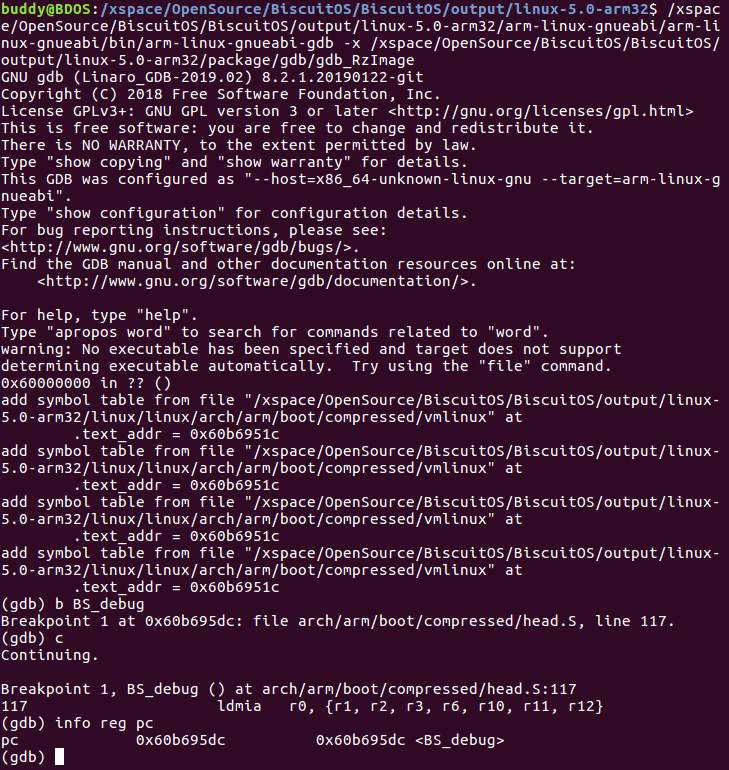 buddy@BDOS:/xspace/OpenSource/BiscuitOS/BiscuitOS/output/linux-5.0-arm32$ /xspac
e/OpenSource/BiscuitOS/BiscuitOS/output/linux-5.0-arm32/arm-linux-gnueabi/arm-li
nux-gnueabi/bin/arm-linux-gnueabi-gdb -x /xspace/OpenSource/BiscuitOS/BiscuitOS/
output/linux-5.0-arm32/package/gdb/gdb_RzImage
GNU gdb (Linaro_GDB-2019.02) 8.2.1.20190122-git
Copyright (C) 2018 Free Software Foundation, Inc.
License GPLv3+: GNU GPL version 3 or later <http://gnu.org/licenses/gpl.html>
This is free software: you are free to change and redistribute it.
There is NO WARRANTY, to the extent permitted by law.
Type "show copying" and "show warranty" for details.
This GDB was configured as "--host=x86_64-unknown-linux-gnu --target=arm-linux-g
nueabi".
Type "show configuration" for configuration details.
For bug reporting instructions, please see:
<http://www.gnu.org/software/gdb/bugs/>.
Find the GDB manual and other documentation resources online at:
    <http://www.gnu.org/software/gdb/documentation/>.

For help, type "help".
Type "apropos word" to search for commands related to "word".
warning: No executable has been specified and target does not support
determining executable automatically.  Try using the "file" command.
0x60000000 in ?? ()
add symbol table from file "/xspace/OpenSource/BiscuitOS/BiscuitOS/output/linux-
5.0-arm32/linux/linux/arch/arm/boot/compressed/vmlinux" at
        .text_addr = 0x60b6951c
add symbol table from file "/xspace/OpenSource/BiscuitOS/BiscuitOS/output/linux-
5.0-arm32/linux/linux/arch/arm/boot/compressed/vmlinux" at
        .text_addr = 0x60b6951c
add symbol table from file "/xspace/OpenSource/BiscuitOS/BiscuitOS/output/linux-
5.0-arm32/linux/linux/arch/arm/boot/compressed/vmlinux" at
        .text_addr = 0x60b6951c
add symbol table from file "/xspace/OpenSource/BiscuitOS/BiscuitOS/output/linux-
5.0-arm32/linux/linux/arch/arm/boot/compressed/vmlinux" at
        .text_addr = 0x60b6951c
(gdb) b BS_debug
Breakpoint 1 at 0x60b695dc: file arch/arm/boot/compressed/head.S, line 117.
(gdb) c
Continuing.

Breakpoint 1, BS_debug () at arch/arm/boot/compressed/head.S:117
117                     ldmia   r0, {r1, r2, r3, r6, r10, r11, r12}
(gdb) info reg pc
pc             0x60b695dc          0x60b695dc <BS_debug>
(gdb)